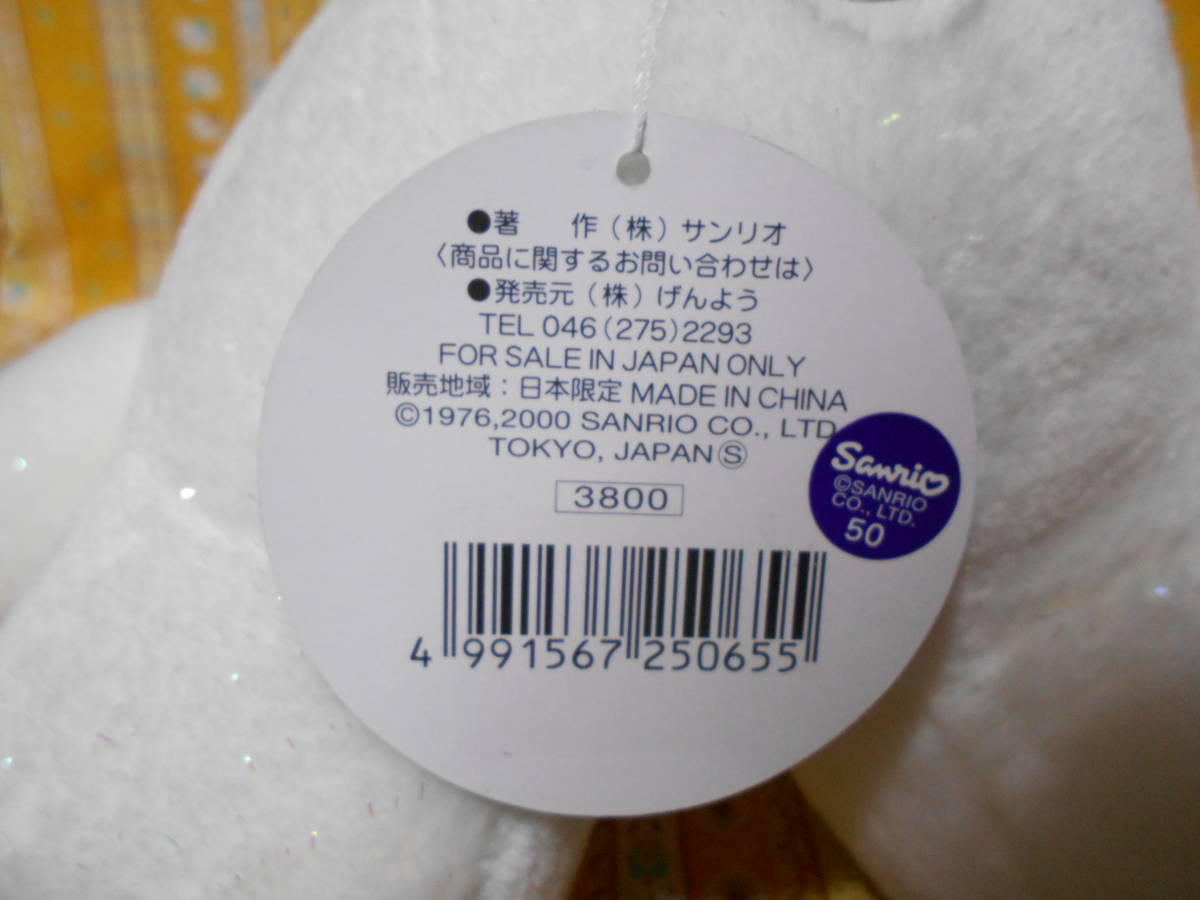 ●著　作（株）サンリオ
〈商品に関するお問い合わせは〉
●発売元（株）げんよう
TEL 046(275)2293
FOR SALE IN JAPAN ONLY
販売地域：日本限定 MADE IN CHINA
©1976,2000 SANRIO CO., LTD.
TOKYO, JAPAN Ⓢ
3800
Sanrio
©SANRIO
CO., LTD.
50
4 991567 250655